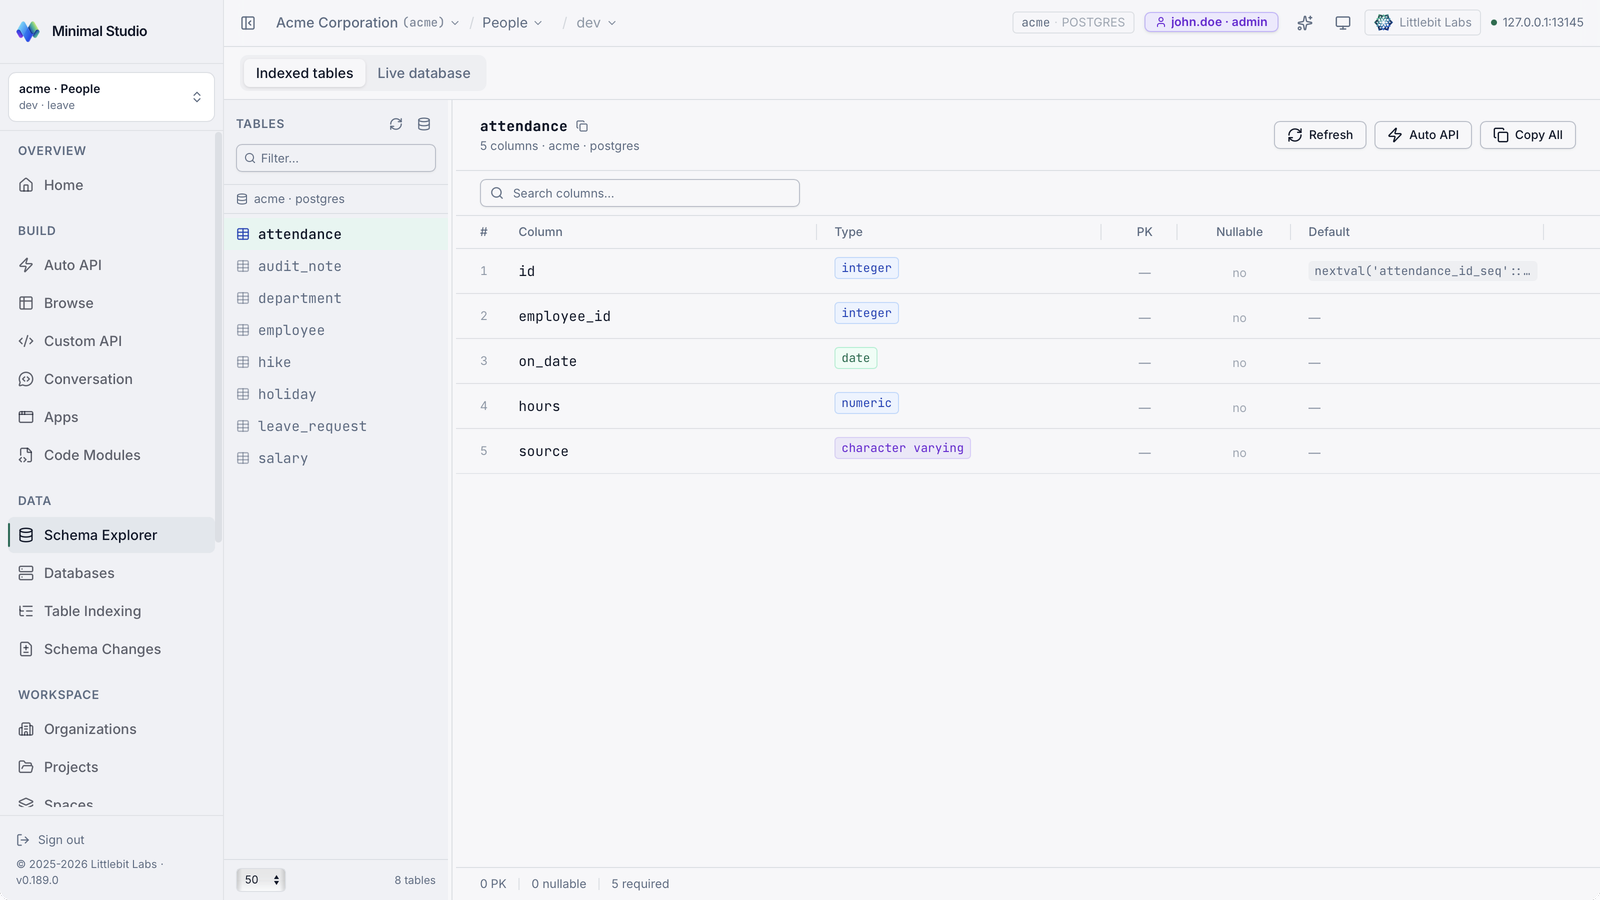 Minimal Studio
acme · People
dev · leave
OVERVIEW
Home
BUILD
Auto API
Browse
Custom API
Conversation
Apps
Code Modules
DATA
Schema Explorer
Databases
Table Indexing
Schema Changes
WORKSPACE
Organizations
Projects
Spaces
Sign out
© 2025-2026 Littlebit Labs ·
v0.189.0
Acme Corporation (acme) / People / dev
acme · POSTGRES
john.doe · admin
Littlebit Labs
127.0.0.1:13145
Indexed tables
Live database
TABLES
Filter...
acme · postgres
attendance
audit_note
department
employee
hike
holiday
leave_request
salary
50
8 tables
attendance
5 columns · acme · postgres
Refresh
Auto API
Copy All
Search columns...
# Column Type PK Nullable Default
1 id integer — no nextval('attendance_id_seq'::…
2 employee_id integer — no —
3 on_date date — no —
4 hours numeric — no —
5 source character varying — no —
0 PK
0 nullable
5 required